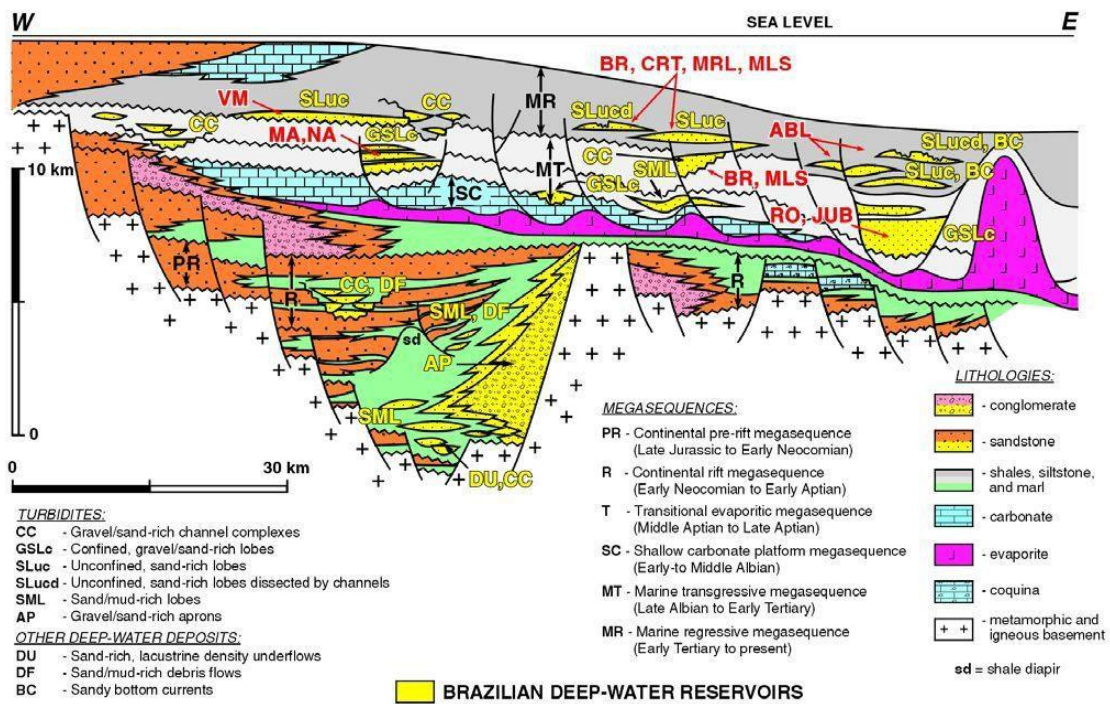 W
SEA LEVEL
E
BR, CRT, MRL, MLS
VM
SLuc
CC
MR
SLucd
SLuc
CC
MA,NA
GSLc
ABL
SLucd, BC
CC
SML
MT
SLuc, BC
10 km
SC
GSLc
BR, MLS
RO, JUB
GSLc
PR
R
CC, DF
R
SML, DF
sd
AP
SML
DU,CC
0
0
30 km
TURBIDITES:
CC - Gravel/sand-rich channel complexes
GSLc - Confined, gravel/sand-rich lobes
SLuc - Unconfined, sand-rich lobes
SLucd - Unconfined, sand-rich lobes dissected by channels
SML - Sand/mud-rich lobes
AP - Gravel/sand-rich aprons
OTHER DEEP-WATER DEPOSITS:
DU - Sand-rich, lacustrine density underflows
DF - Sand/mud-rich debris flows
BC - Sandy bottom currents
MEGASEQUENCES:
PR - Continental pre-rift megasequence
(Late Jurassic to Early Neocomian)
R - Continental rift megasequence
(Early Neocomian to Early Aptian)
T - Transitional evaporitic megasequence
(Middle Aptian to Late Aptian)
SC - Shallow carbonate platform megasequence
(Early-to Middle Albian)
MT - Marine transgressive megasequence
(Late Albian to Early Tertiary)
MR - Marine regressive megasequence
(Early Tertiary to present)
LITHOLOGIES:
- conglomerate
- sandstone
- shales, siltstone,
and marl
- carbonate
- evaporite
- coquina
- metamorphic and
igneous basement
sd = shale diapir
BRAZILIAN DEEP-WATER RESERVOIRS